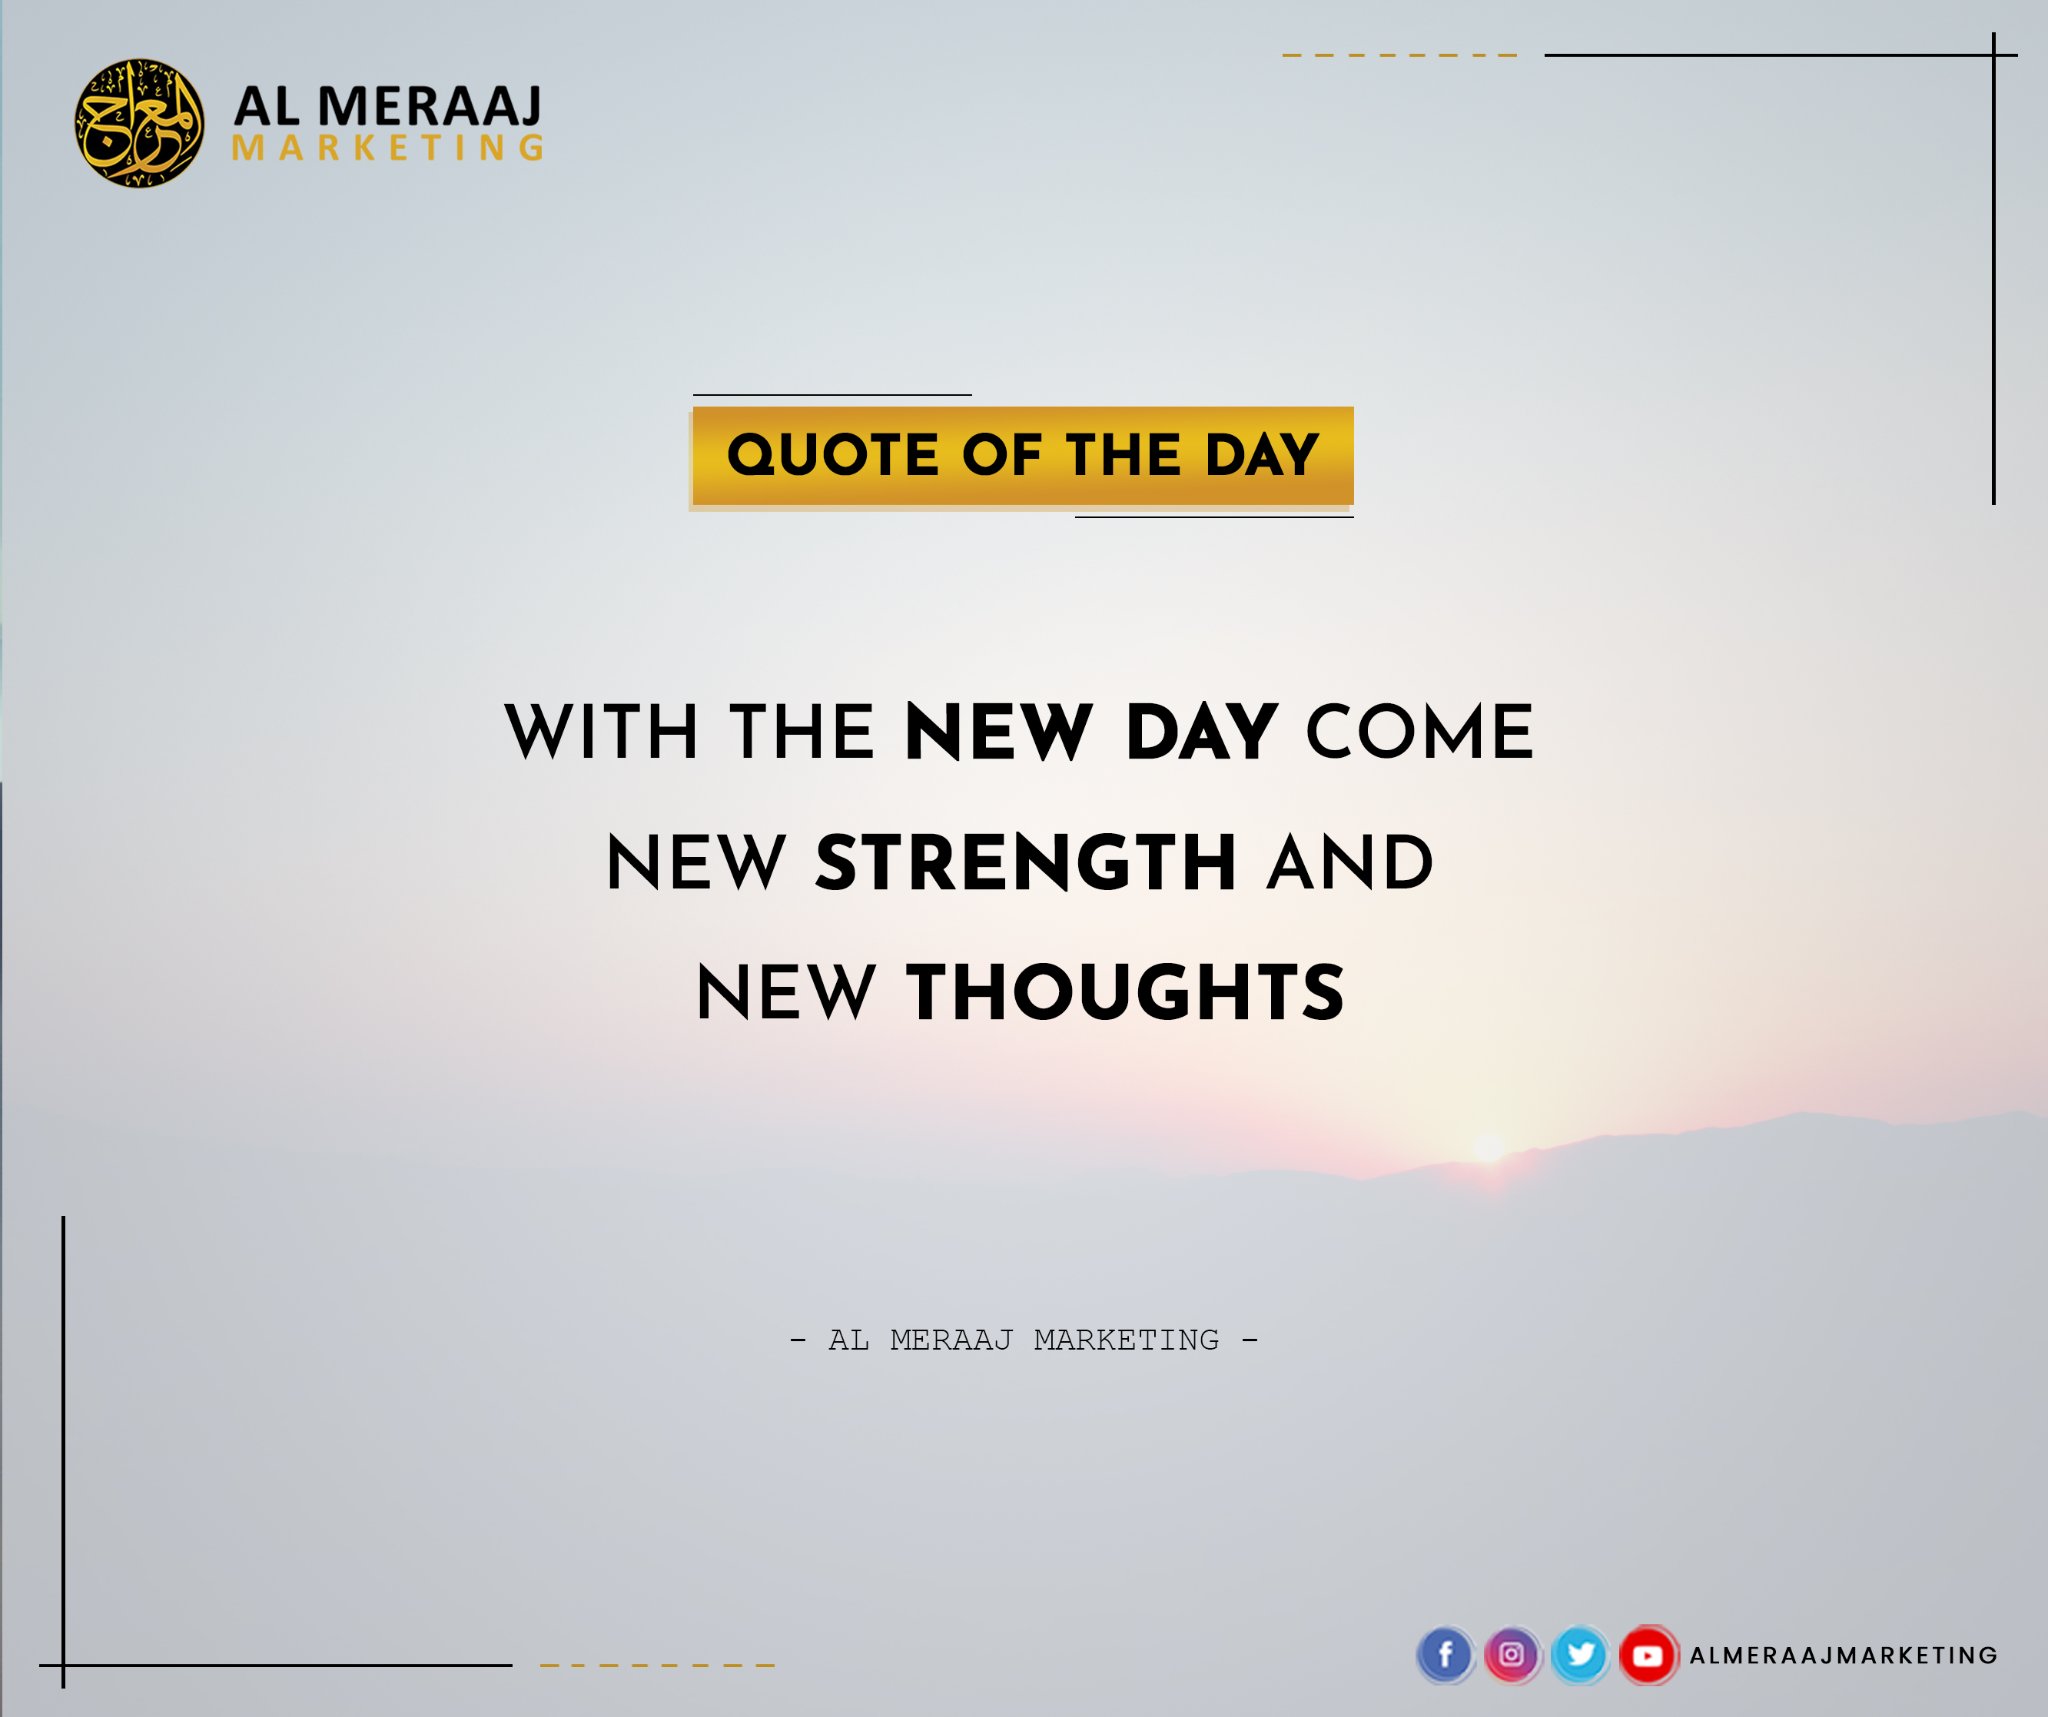 المعراج
AL MERAAJ
MARKETING
QUOTE OF THE DAY
WITH THE NEW DAY COME
NEW STRENGTH AND
NEW THOUGHTS
- AL MERAAJ MARKETING -
ALMERAAJMARKETING